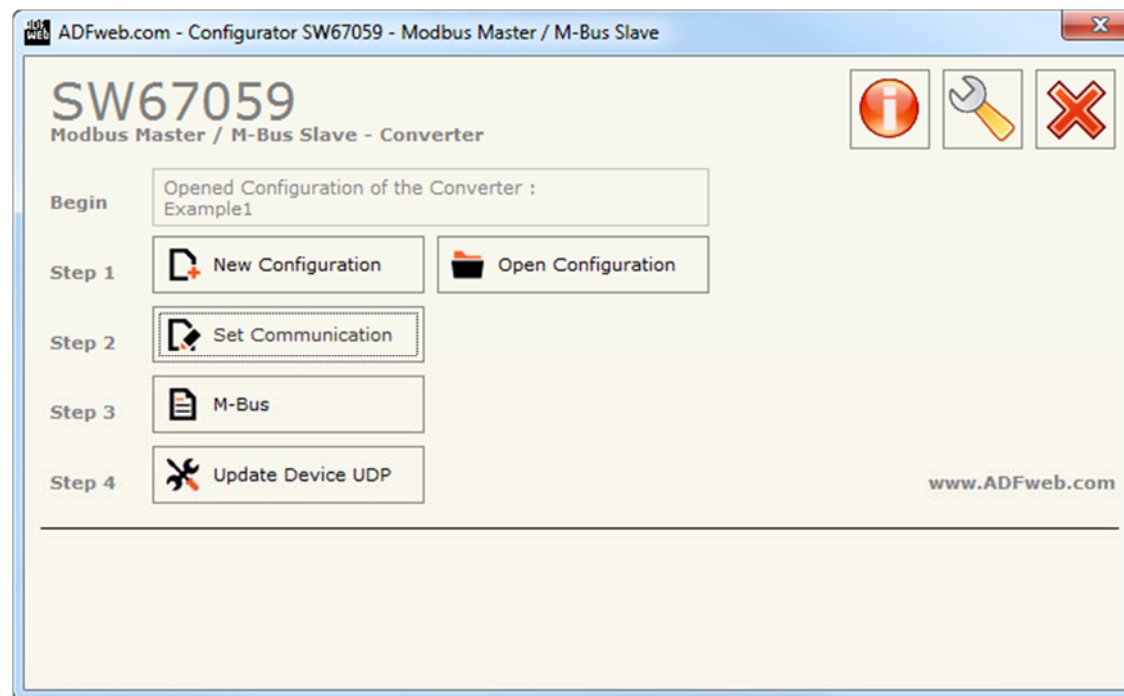 ADF
WEB
ADFweb.com - Configurator SW67059 - Modbus Master / M-Bus Slave
SW67059
Modbus Master / M-Bus Slave - Converter
Begin
Opened Configuration of the Converter :
Example1
Step 1
New Configuration
Open Configuration
Step 2
Set Communication
Step 3
M-Bus
Step 4
Update Device UDP
www.ADFweb.com